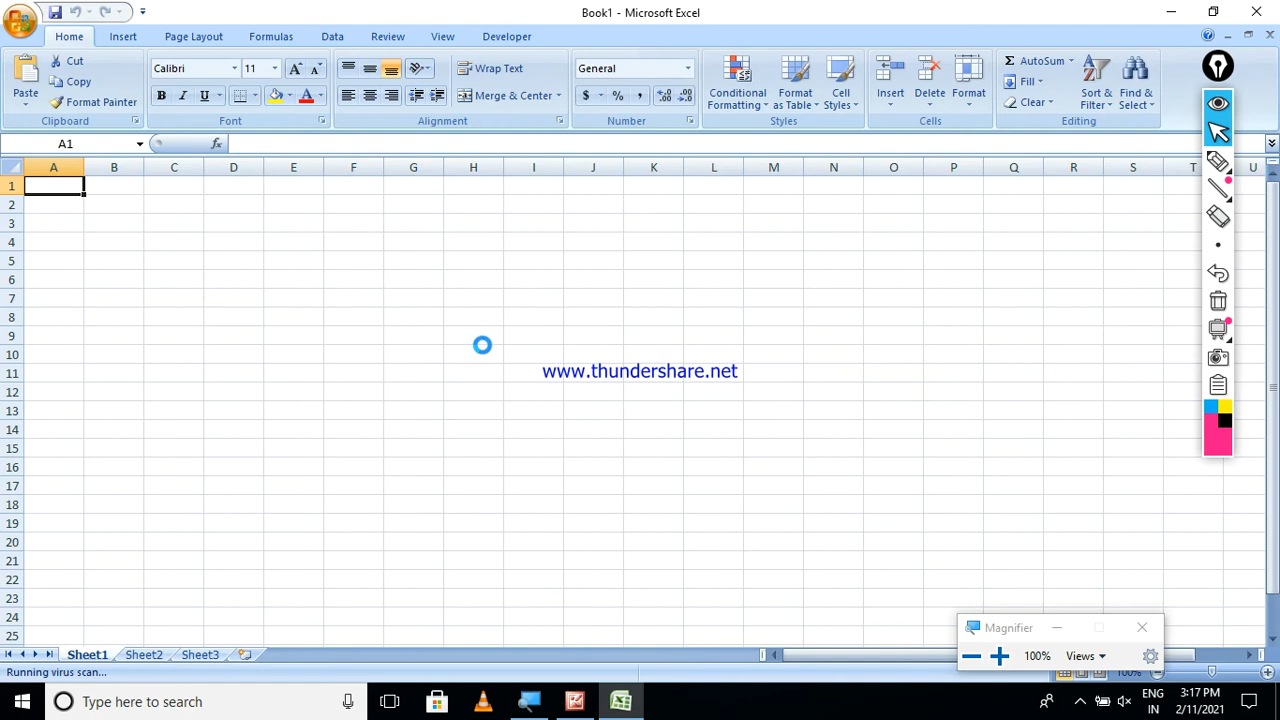 Book1 - Microsoft Excel
Home Insert Page Layout Formulas Data Review View Developer
Paste
Cut
Copy
Format Painter
Clipboard
Calibri 11
B I U
Font
Wrap Text
Merge & Center
Alignment
General
$ % ,
Number
Conditional Formatting
Format as Table
Cell Styles
Styles
Insert
Delete
Format
Cells
Σ AutoSum
Fill
Clear
Sort & Filter
Find & Select
Editing
A1
fx
A B C D E F G H I J K L M N O P Q R S T U
1
2
3
4
5
6
7
8
9
10
11
12
13
14
15
16
17
18
19
20
21
22
23
24
25
www.thundershare.net
Magnifier
100% Views
Sheet1 Sheet2 Sheet3
Running virus scan...
100%
Type here to search
ENG
IN
3:17 PM
2/11/2021